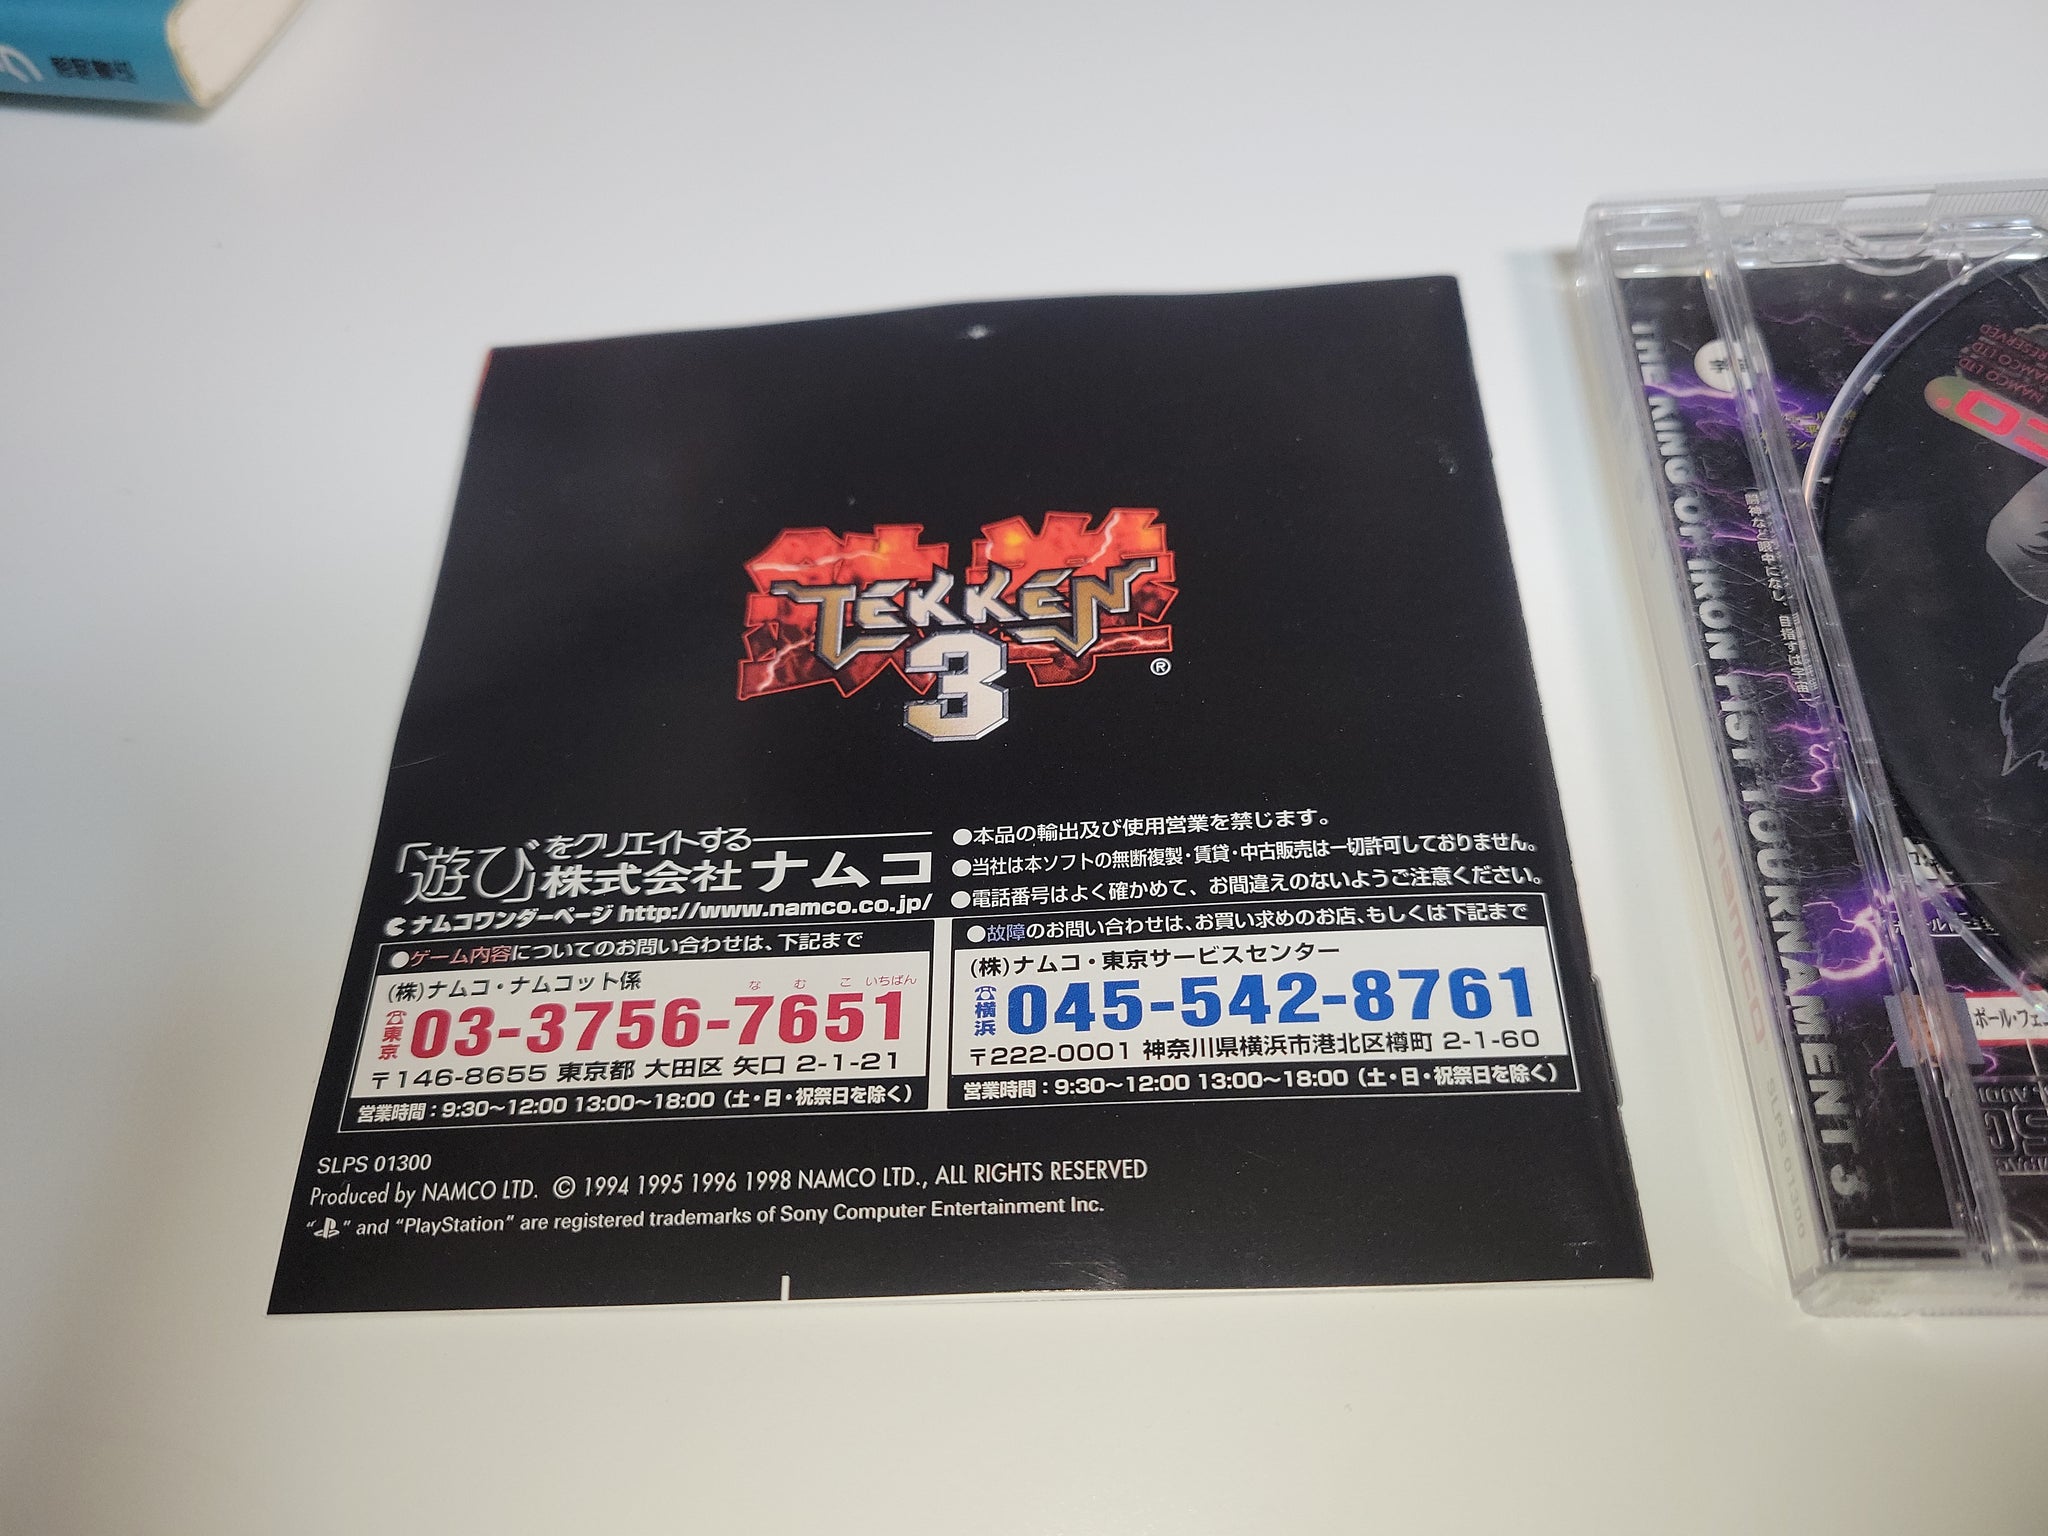 鉄拳
TEKKEN
3
®
「遊び」をクリエイトする
株式会社ナムコ
ナムコワンダーページ http://www.namco.co.jp/
●本品の輸出及び使用営業を禁じます。
●当社は本ソフトの無断複製・賃貸・中古販売は一切許可しておりません。
●電話番号はよく確かめて、お間違えのないようご注意ください。
●ゲーム内容についてのお問い合わせは、下記まで
(株)ナムコ・ナムコット係
な む こ いちばん
☎東京 03-3756-7651
〒146-8655 東京都 大田区 矢口 2-1-21
営業時間：9:30〜12:00 13:00〜18:00（土・日・祝祭日を除く）
●故障のお問い合わせは、お買い求めのお店、もしくは下記まで
(株)ナムコ・東京サービスセンター
☎横浜 045-542-8761
〒222-0001 神奈川県横浜市港北区樽町 2-1-60
営業時間：9:30〜12:00 13:00〜18:00（土・日・祝祭日を除く）
SLPS 01300
Produced by NAMCO LTD. © 1994 1995 1996 1998 NAMCO LTD., ALL RIGHTS RESERVED
“ ” and “PlayStation” are registered trademarks of Sony Computer Entertainment Inc.
THE KING OF IRON FIST TOURNAMENT 3
namco
SLPS 01300
NAMCO LTD.
ポール・フェ